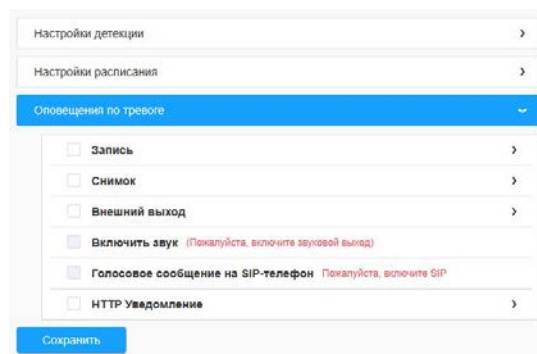 Настройки детекции
Настройки расписания
Оповещения по тревоге
Запись
Снимок
Внешний выход
Включить звук (Пожалуйста, включите звуковой выход)
Голосовое сообщение на SIP-телефон Пожалуйста, включите SIP
HTTP Уведомление
Сохранить